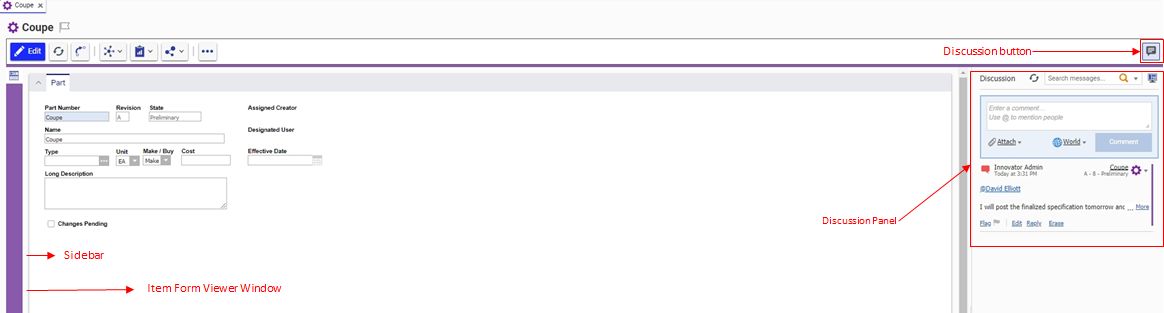 Coupe
Coupe
Edit
Discussion button
Part
Discussion
Search messages...
Part Number
Revision
State
Assigned Creator
Coupe
A
Preliminary
Name
Designated User
Coupe
Type
Unit
Make / Buy
Cost
Effective Date
EA
Make
Long Description
Changes Pending
Enter a comment...
Use @ to mention people
Attach
World
Comment
Innovator Admin
Coupe
Today at 3:31 PM
A - 8 - Preliminary
@David Elliott
I will post the finalized specification tomorrow and ... More
Flag
Edit
Reply
Erase
Discussion Panel
Sidebar
Item Form Viewer Window